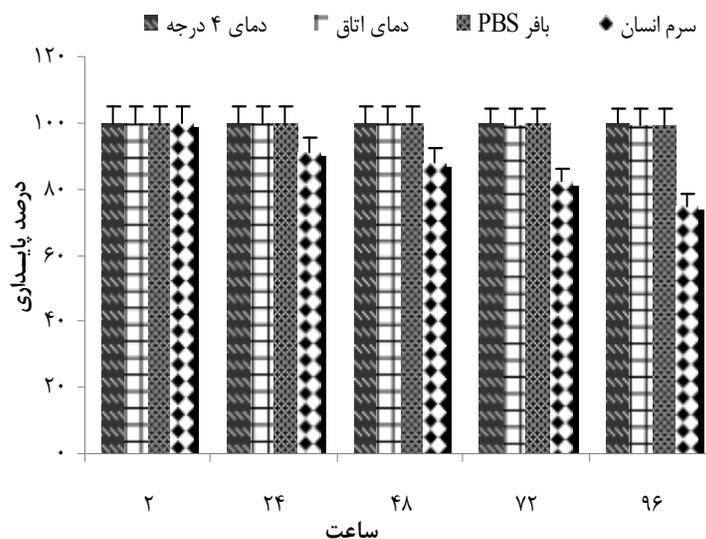 دمای ۴ درجه
دمای اتاق
بافر PBS
سرم انسان
۱۲۰
۱۰۰
۸۰
۶۰
۴۰
۲۰
۰
درصد پایداری
۲
۲۴
۴۸
۷۲
۹۶
ساعت